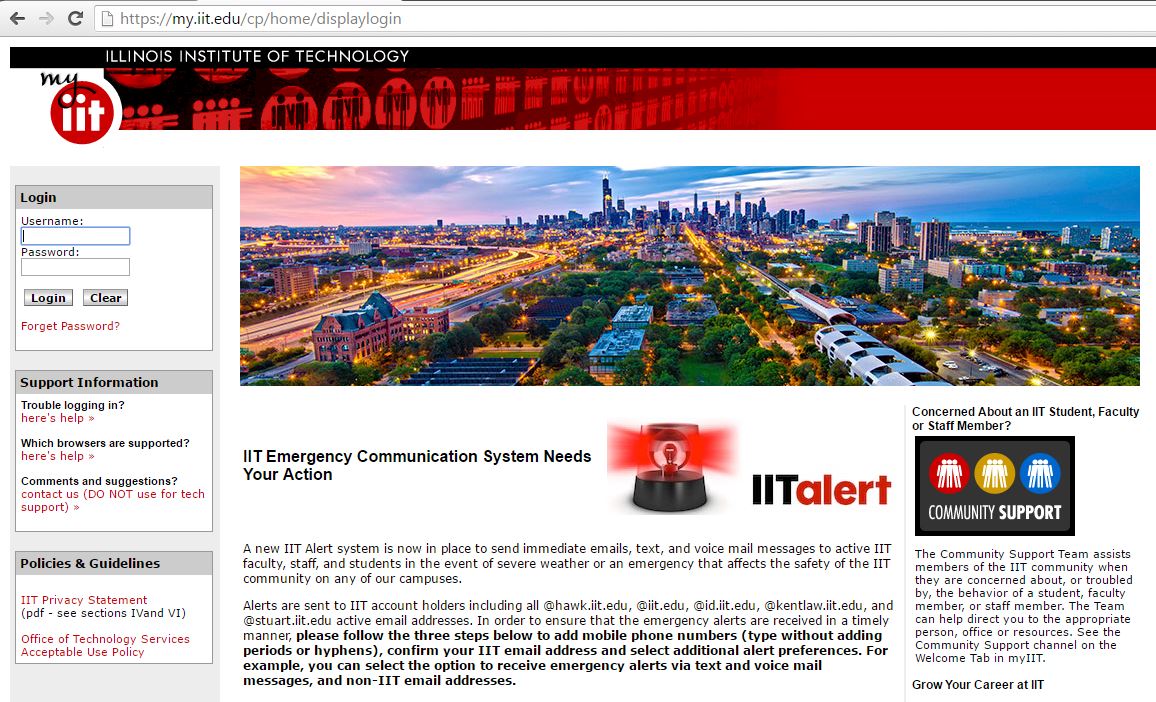 https://my.iit.edu/cp/home/displaylogin
ILLINOIS INSTITUTE OF TECHNOLOGY
my
iit
Login
Username:
Password:
Login Clear
Forget Password?
Support Information
Trouble logging in?
here's help »
Which browsers are supported?
here's help »
Comments and suggestions?
contact us (DO NOT use for tech
support) »
Policies & Guidelines
IIT Privacy Statement
(pdf - see sections IVand VI)
Office of Technology Services
Acceptable Use Policy
IIT Emergency Communication System Needs
Your Action
IITalert
A new IIT Alert system is now in place to send immediate emails, text, and voice mail messages to active IIT
faculty, staff, and students in the event of severe weather or an emergency that affects the safety of the IIT
community on any of our campuses.
Alerts are sent to IIT account holders including all @hawk.iit.edu, @iit.edu, @id.iit.edu, @kentlaw.iit.edu, and
@stuart.iit.edu active email addresses. In order to ensure that the emergency alerts are received in a timely
manner, please follow the three steps below to add mobile phone numbers (type without adding
periods or hyphens), confirm your IIT email address and select additional alert preferences. For
example, you can select the option to receive emergency alerts via text and voice mail
messages, and non-IIT email addresses.
Concerned About an IIT Student, Faculty
or Staff Member?
COMMUNITY SUPPORT
The Community Support Team assists
members of the IIT community when
they are concerned about, or troubled
by, the behavior of a student, faculty
member, or staff member. The Team
can help direct you to the appropriate
person, office or resources. See the
Community Support channel on the
Welcome Tab in myIIT.
Grow Your Career at IIT